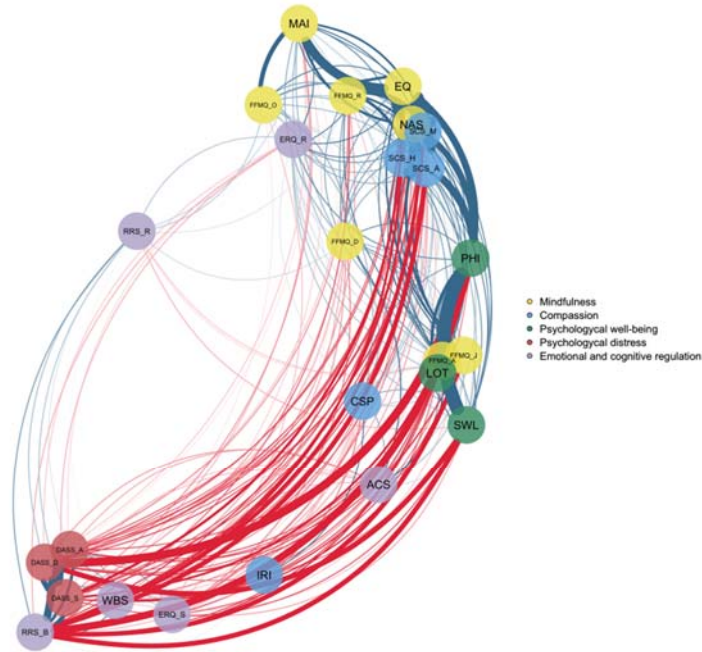 MAI
EQ
FFMQ_R
FFMQ_O
NAS
SCS_M
ERQ_R
SCS_H
SCS_A
RRS_R
FFMQ_D
PHI
Mindfulness
Compassion
Psychologycal well-being
Psychologycal distress
Emotional and cognitive regulation
FFMQ_A
FFMQ_J
LOT
CSP
SWL
ACS
DASS_A
DASS_D
IRI
DASS_S
WBS
ERQ_S
RRS_B